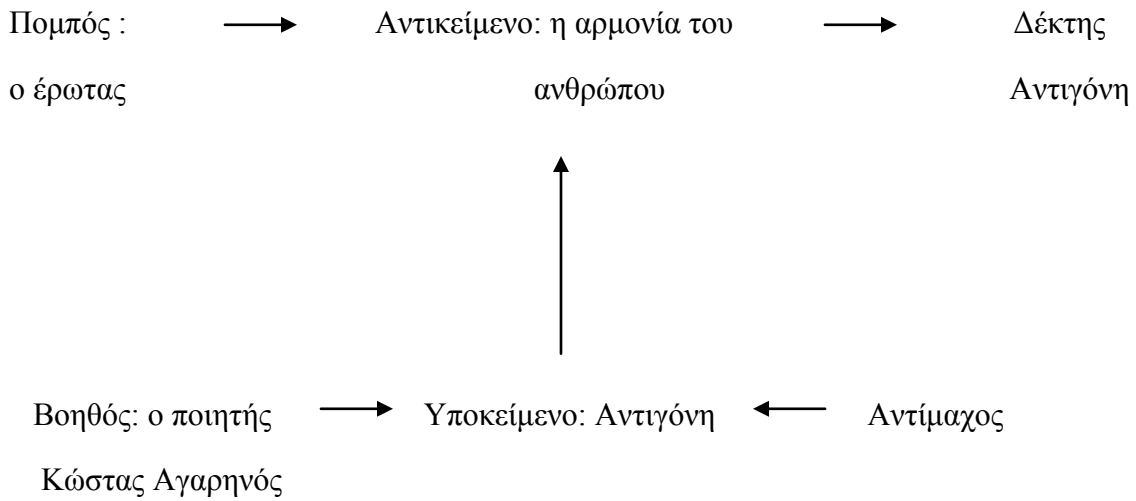 Πομπός : Αντικείμενο: η αρμονία του Δέκτης
ο έρωτας ανθρώπου Αντιγόνη
Βοηθός: ο ποιητής Υποκείμενο: Αντιγόνη Αντίμαχος
Κώστας Αγαρηνός